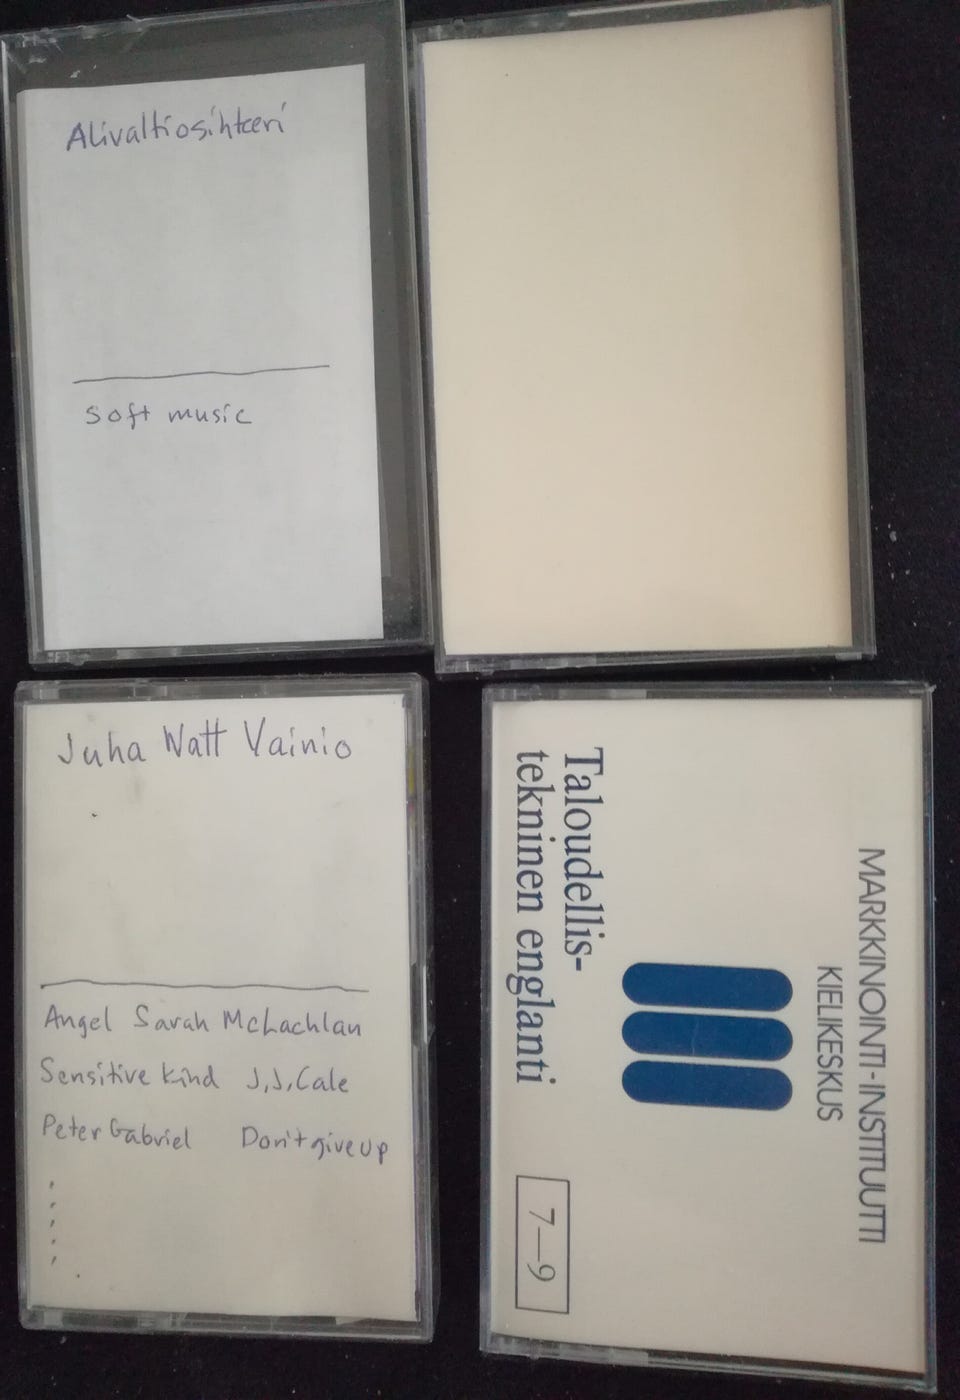 Alivaltiosihteeri
Soft music
Juha Watt Vainio
Angel Sarah McLachlan
Sensitive kind J.J. Cale
Peter Gabriel Don't give up
MARKKINOINTI-INSTITUUTTI
KIELIKESKUS
Taloudellis-
tekninen englanti
7—9